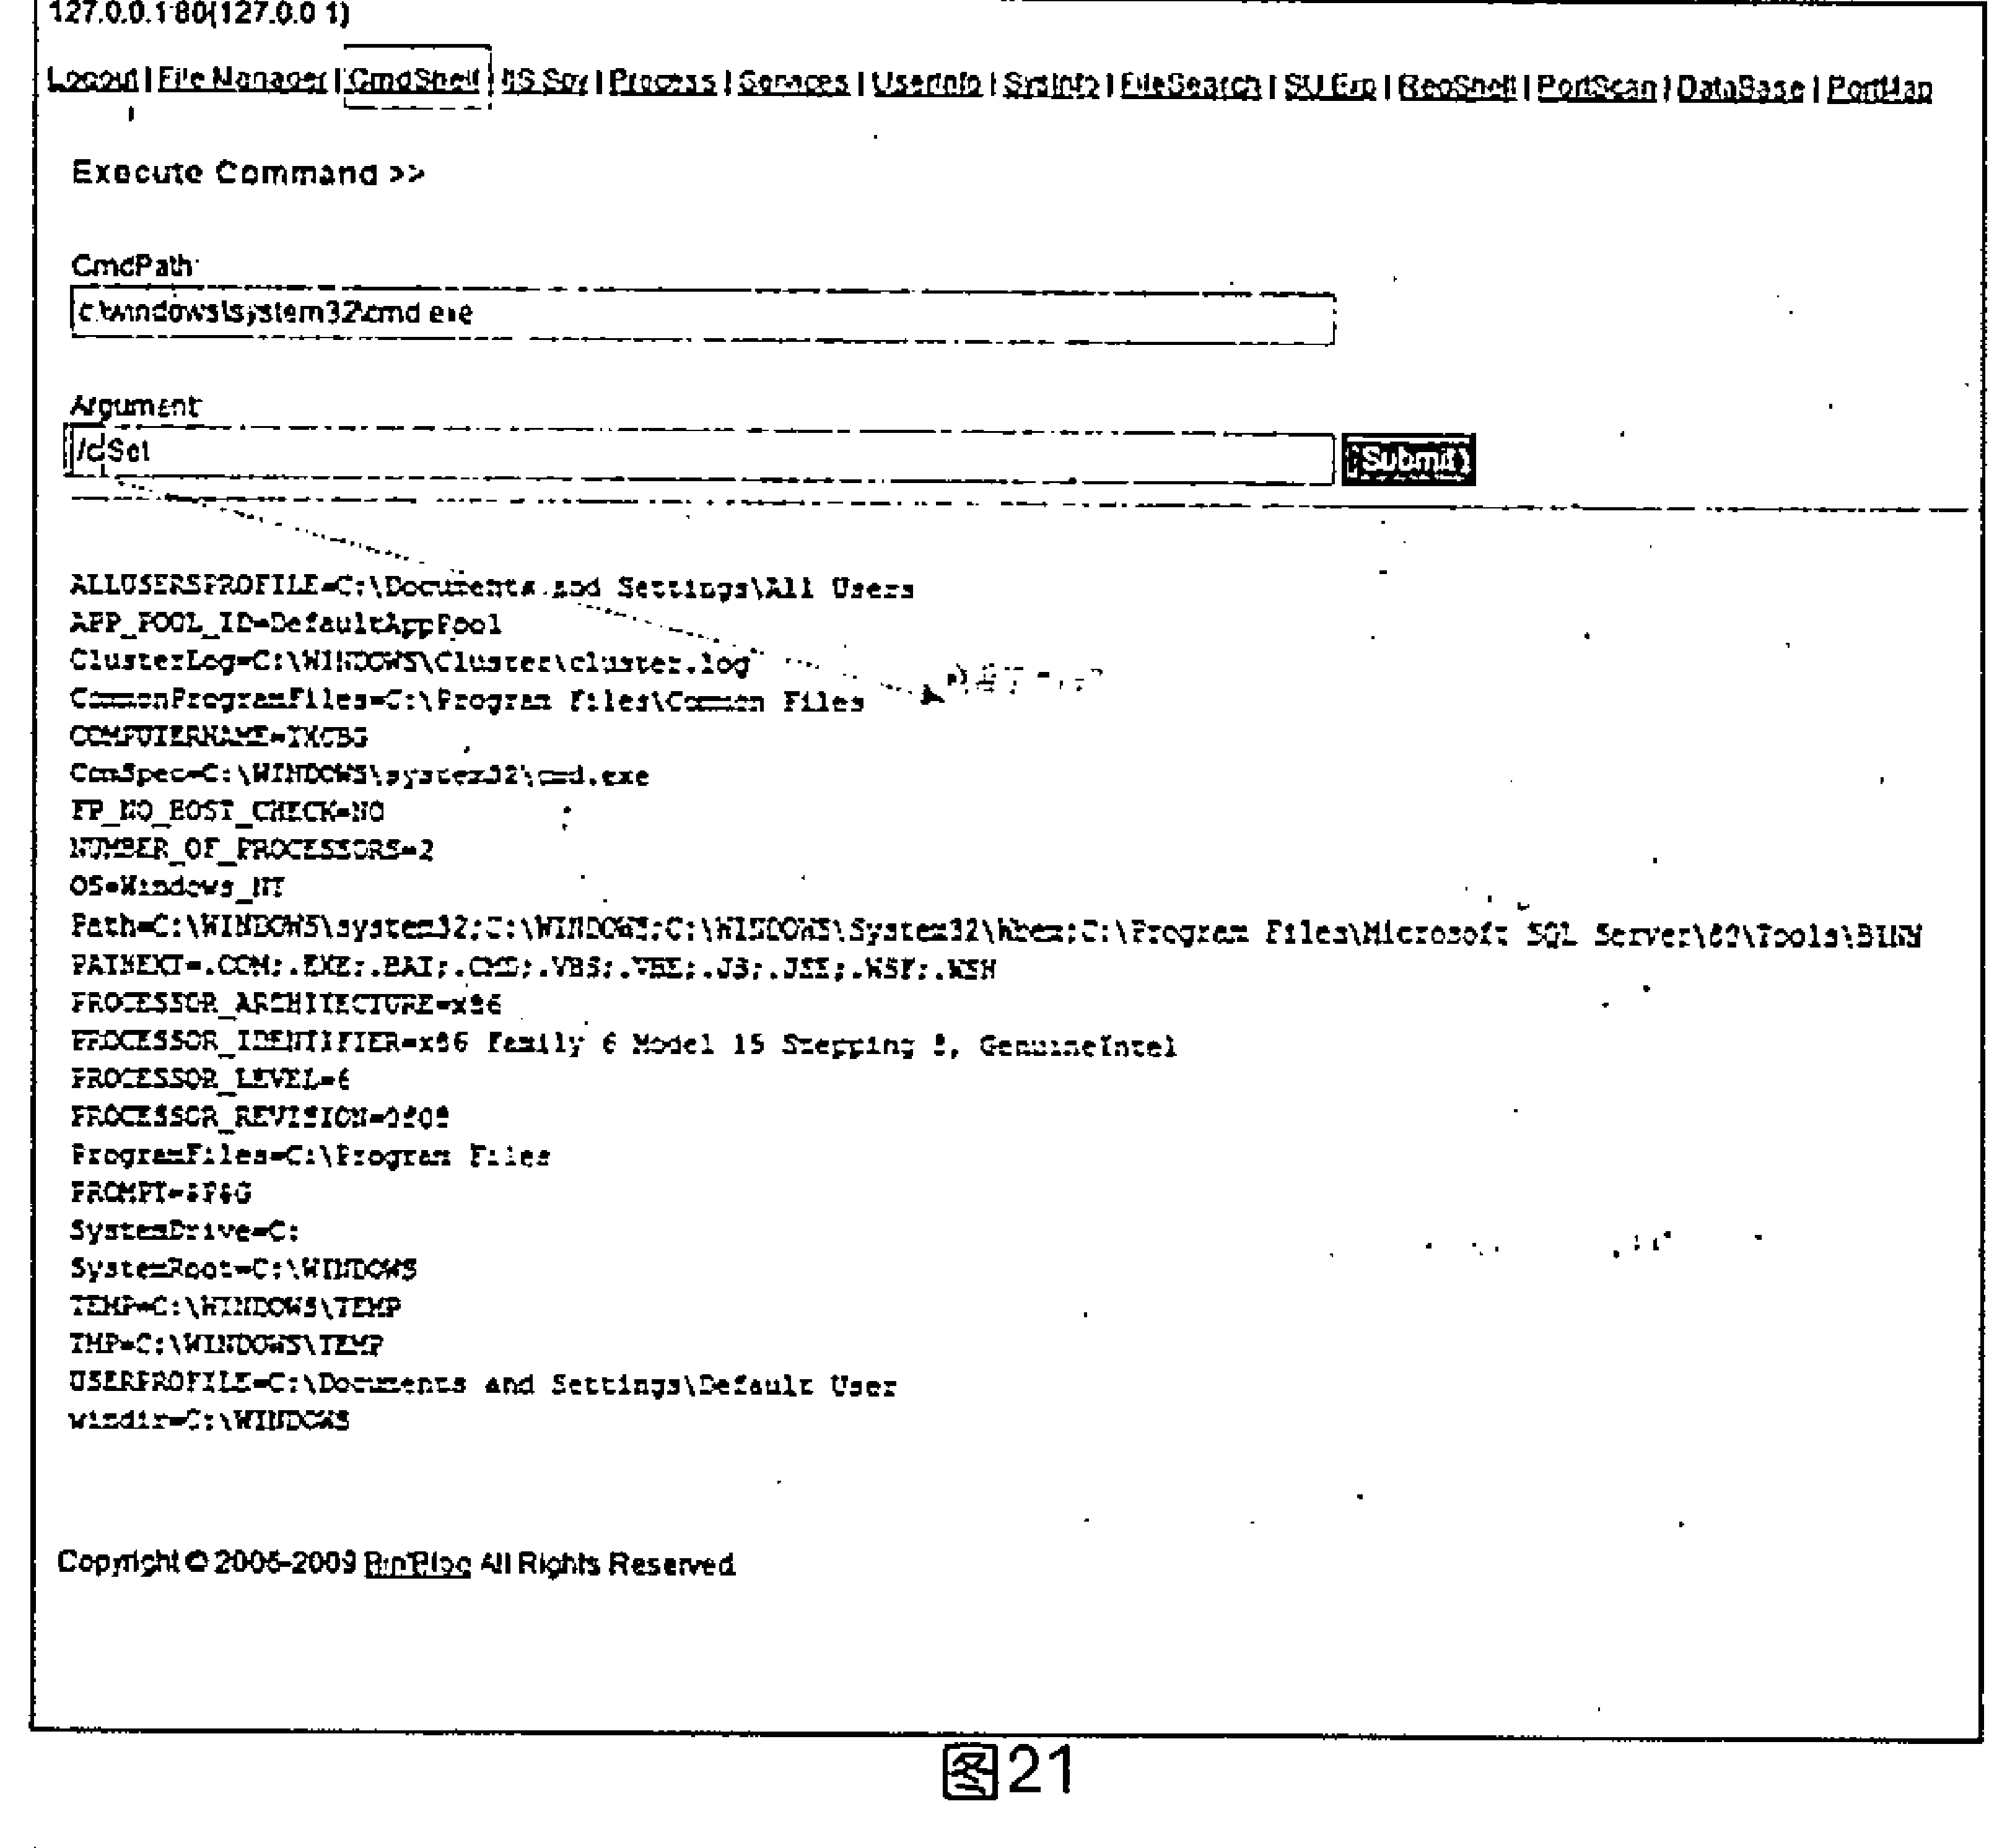 127.0.0.1:80(127.0.0.1)
Logout | File Manager | CmdShell | IIS Spy | Process | Services | UserInfo | SysInfo | FileSearch | SU Exp | RegShell | PortScan | DataBase | PortMap
Execute Command >>
CmdPath:
c:\windows\system32\cmd.exe
Argument:
/c Set
Submit
ALLUSERSPROFILE=C:\Documents and Settings\All Users
APP_POOL_ID=DefaultAppPool
ClusterLog=C:\WINDOWS\Cluster\cluster.log
CommonProgramFiles=C:\Program Files\Common Files
ComSpec=C:\WINDOWS\system32\cmd.exe
FP_NO_HOST_CHECK=NO
NUMBER_OF_PROCESSORS=2
OS=Windows_NT
Path=C:\WINDOWS\system32;C:\WINDOWS;C:\WINDOWS\System32\Wbem;C:\Program Files\Microsoft SQL Server\80\Tools\BINN
PATHEXT=.COM;.EXE;.BAT;.CMD;.VBS;.VBE;.JS;.JSE;.WSF;.WSH
PROCESSOR_ARCHITECTURE=x86
PROCESSOR_IDENTIFIER=x86 Family 6 Model 15 Stepping GenuineIntel
PROCESSOR_LEVEL=6
ProgramFiles=C:\Program Files
PROMPT=$P$G
SystemDrive=C:
SystemRoot=C:\WINDOWS
TEMP=C:\WINDOWS\TEMP
TMP=C:\WINDOWS\TEMP
USERPROFILE=C:\Documents and Settings\Default User
windir=C:\WINDOWS
Copyright © 2006-2009 Bin'Blog All Rights Reserved.
图21